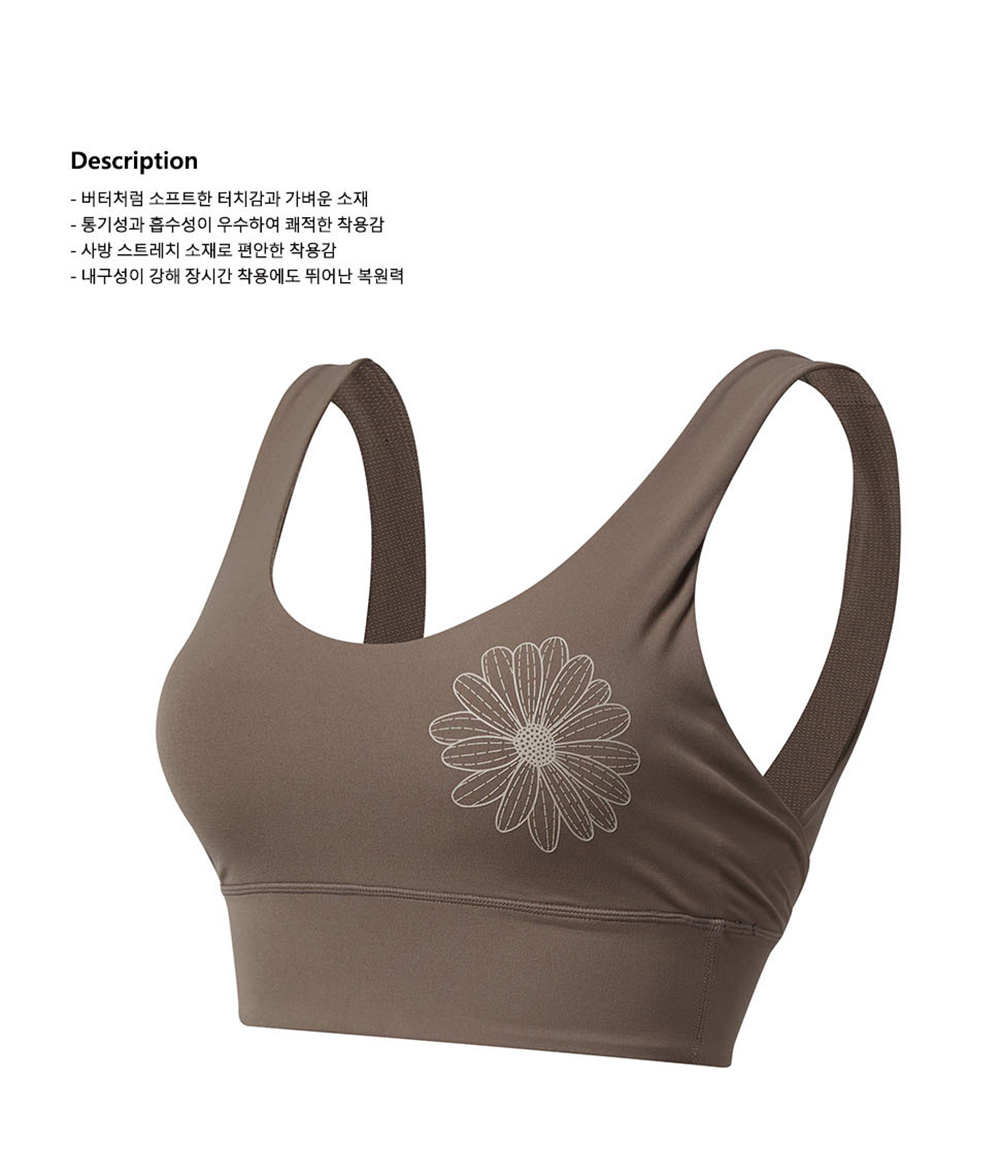 Description
- 버터처럼 소프트한 터치감과 가벼운 소재
- 통기성과 흡수성이 우수하여 쾌적한 착용감
- 사방 스트레치 소재로 편안한 착용감
- 내구성이 강해 장시간 착용에도 뛰어난 복원력